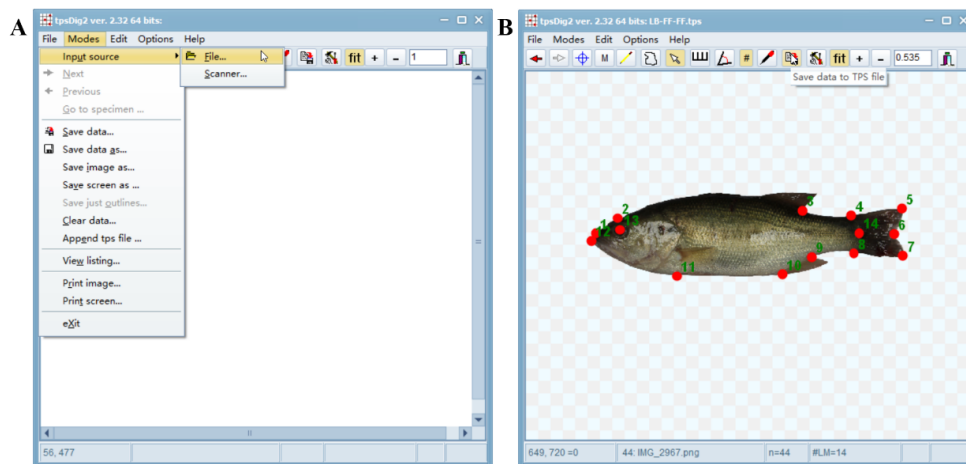 A
tpsDig2 ver. 2.32 64 bits:
File Modes Edit Options Help
Input source
File...
fit + - 1
Next
Scanner...
Previous
Go to specimen ...
Save data...
Save data as...
Save image as...
Save screen as ...
Save just outlines...
Clear data...
Append tps file ...
View listing...
Print image...
Print screen...
eXit
56, 477
B
tpsDig2 ver. 2.32 64 bits: LB-FF-FF.tps
File Modes Edit Options Help
M # fit + - 0.535
Save data to TPS file
1
2
3
4
5
6
7
8
9
10
11
12
13
14
649, 720 =0 44: IMG_2967.png n=44 #LM=14